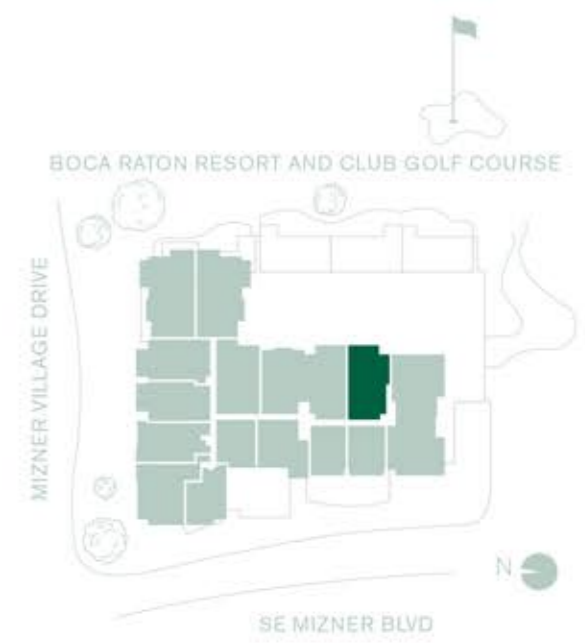 BOCA RATON RESORT AND CLUB GOLF COURSE
MIZNER VILLAGE DRIVE
N
SE MIZNER BLVD